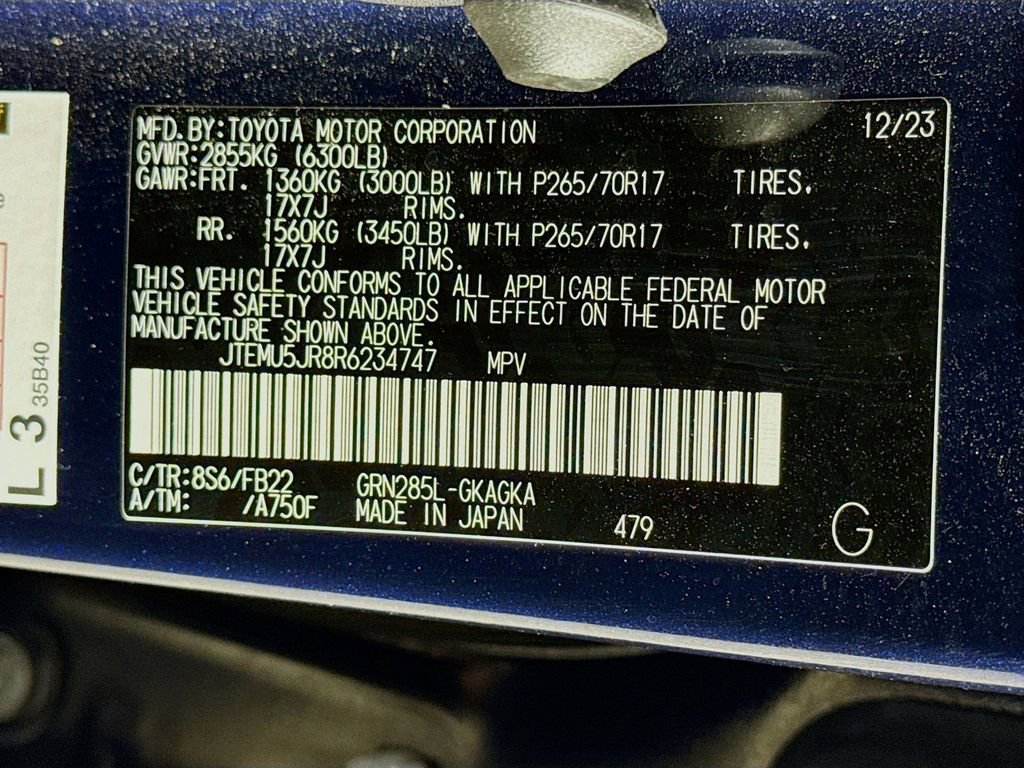 MFD.BY:TOYOTA MOTOR CORPORATION 12/23
GVWR:2855KG (6300LB)
GAWR:FRT. 1360KG (3000LB) WITH P265/70R17 TIRES.
17X7J RIMS.
RR. 1560KG (3450LB) WITH P265/70R17 TIRES.
17X7J RIMS.
THIS VEHICLE CONFORMS TO ALL APPLICABLE FEDERAL MOTOR
VEHICLE SAFETY STANDARDS IN EFFECT ON THE DATE OF
MANUFACTURE SHOWN ABOVE.
JTEMU5JR8R6234747 MPV
C/TR:8S6/FB22 GRN285L-GKAGKA
A/TM: /A750F MADE IN JAPAN 479 G
L 3 35B40